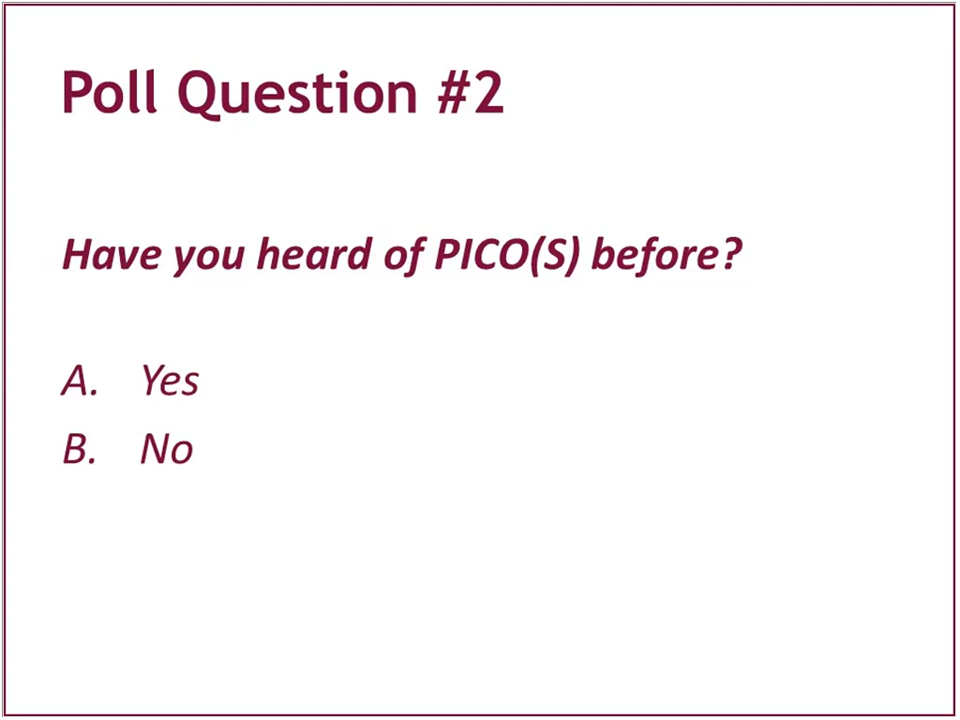 Poll Question #2
Have you heard of PICO(S) before?
A. Yes
B. No